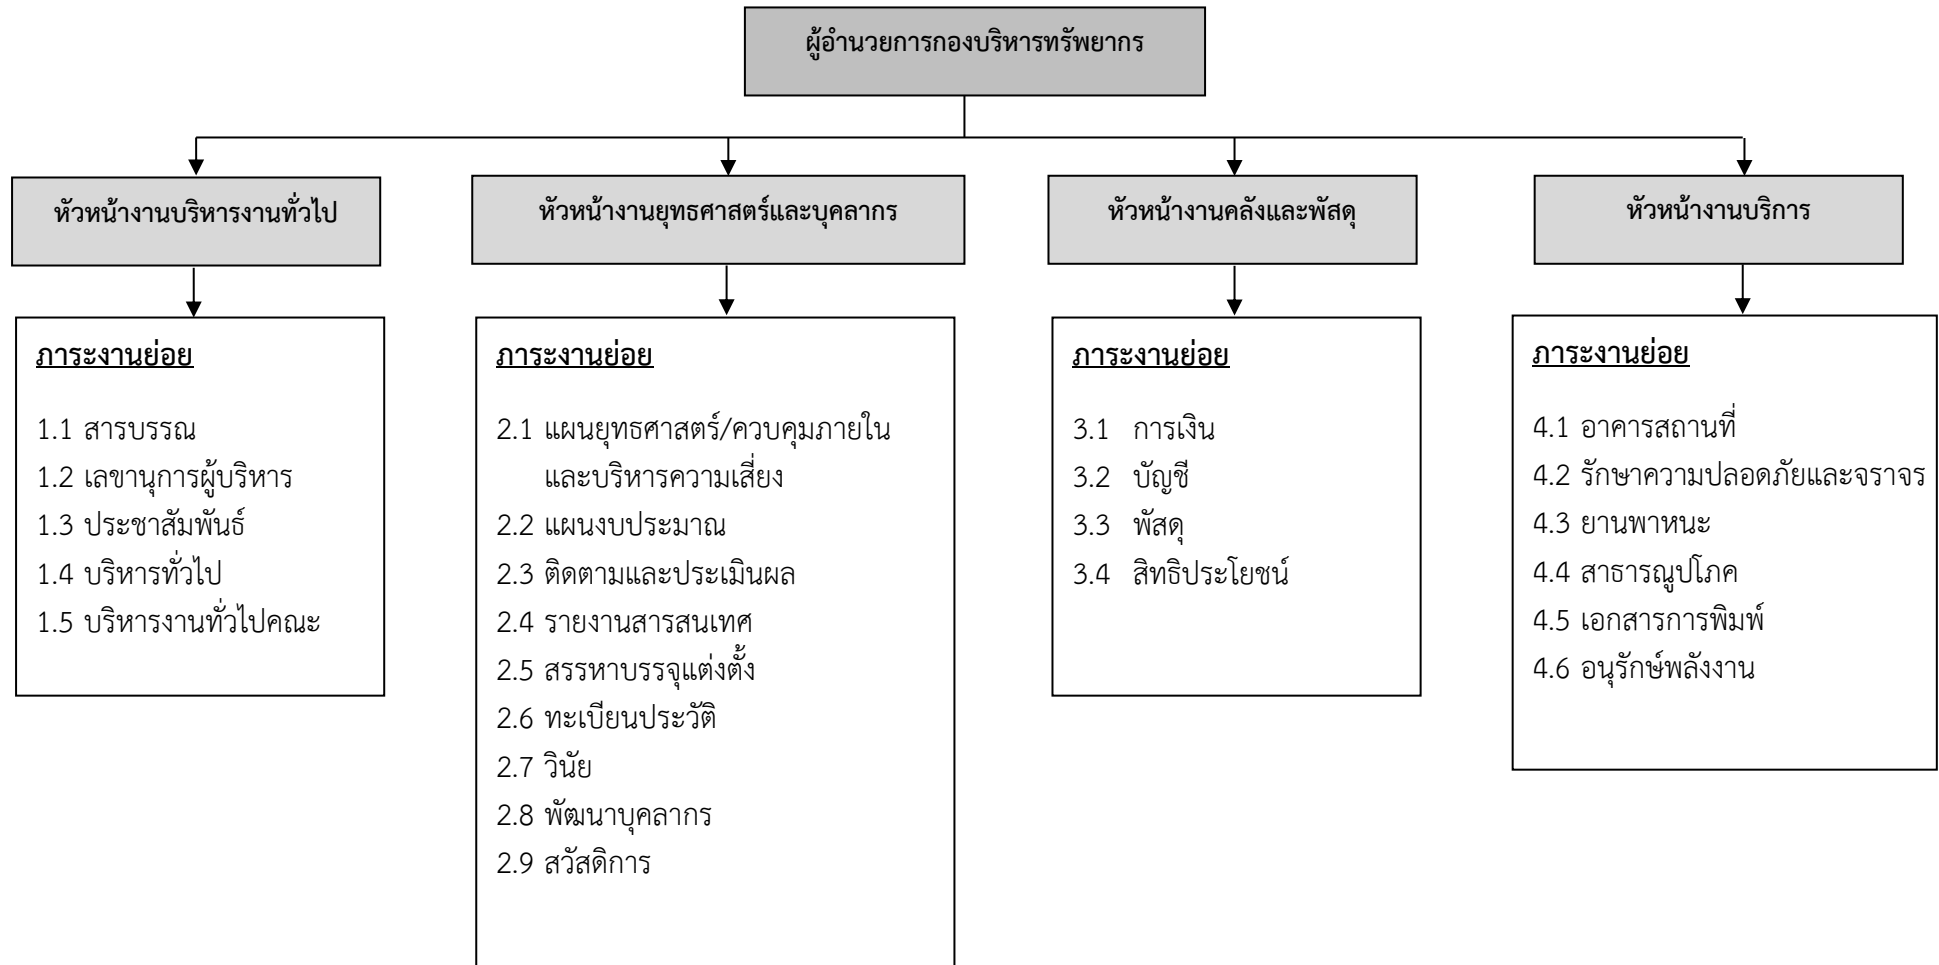 ผู้อำนวยการกองบริหารทรัพยากร
หัวหน้างานบริหารงานทั่วไป
หัวหน้างานยุทธศาสตร์และบุคลากร
หัวหน้างานคลังและพัสดุ
หัวหน้างานบริการ
ภาระงานย่อย
1.1 สารบรรณ
1.2 เลขานุการผู้บริหาร
1.3 ประชาสัมพันธ์
1.4 บริหารทั่วไป
1.5 บริหารงานทั่วไปคณะ
ภาระงานย่อย
2.1 แผนยุทธศาสตร์/ควบคุมภายใน
และบริหารความเสี่ยง
2.2 แผนงบประมาณ
2.3 ติดตามและประเมินผล
2.4 รายงานสารสนเทศ
2.5 สรรหาบรรจุแต่งตั้ง
2.6 ทะเบียนประวัติ
2.7 วินัย
2.8 พัฒนาบุคลากร
2.9 สวัสดิการ
ภาระงานย่อย
3.1 การเงิน
3.2 บัญชี
3.3 พัสดุ
3.4 สิทธิประโยชน์
ภาระงานย่อย
4.1 อาคารสถานที่
4.2 รักษาความปลอดภัยและจราจร
4.3 ยานพาหนะ
4.4 สาธารณูปโภค
4.5 เอกสารการพิมพ์
4.6 อนุรักษ์พลังงาน